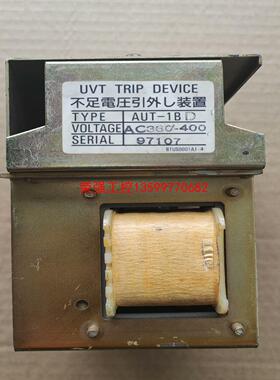 UVT TRIP DEVICE
不足電圧引外し装置
TYPE AUT-1BD
VOLTAGE AC380/-400
SERIAL 97107
13599770682